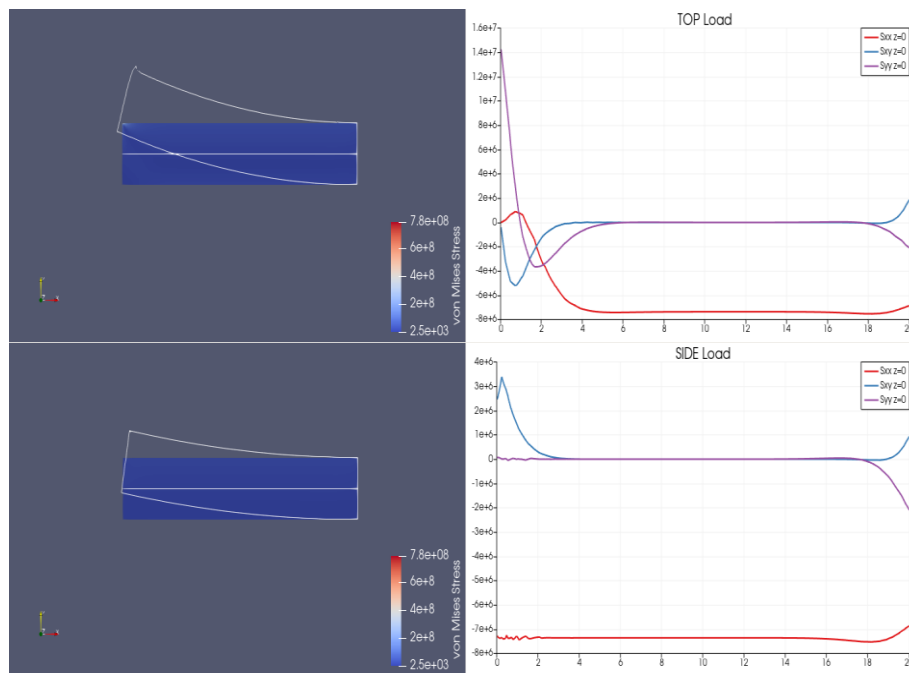 TOP Load
1.6e+7
1.4e+7
1.2e+7
1e+7
8e+6
6e+6
4e+6
2e+6
0
-2e+6
-4e+6
-6e+6
-8e+6
0 2 4 6 8 10 12 14 16 18 20
Sxx z=0
Sxy z=0
Syy z=0
7.8e+08
6e+8
4e+8
2e+8
2.5e+03
von Mises Stress
SIDE Load
4e+6
3e+6
2e+6
1e+6
0
-1e+6
-2e+6
-3e+6
-4e+6
-5e+6
-6e+6
-7e+6
-8e+6
0 2 4 6 8 10 12 14 16 18 20
Sxx z=0
Sxy z=0
Syy z=0
7.8e+08
6e+8
4e+8
2e+8
2.5e+03
von Mises Stress